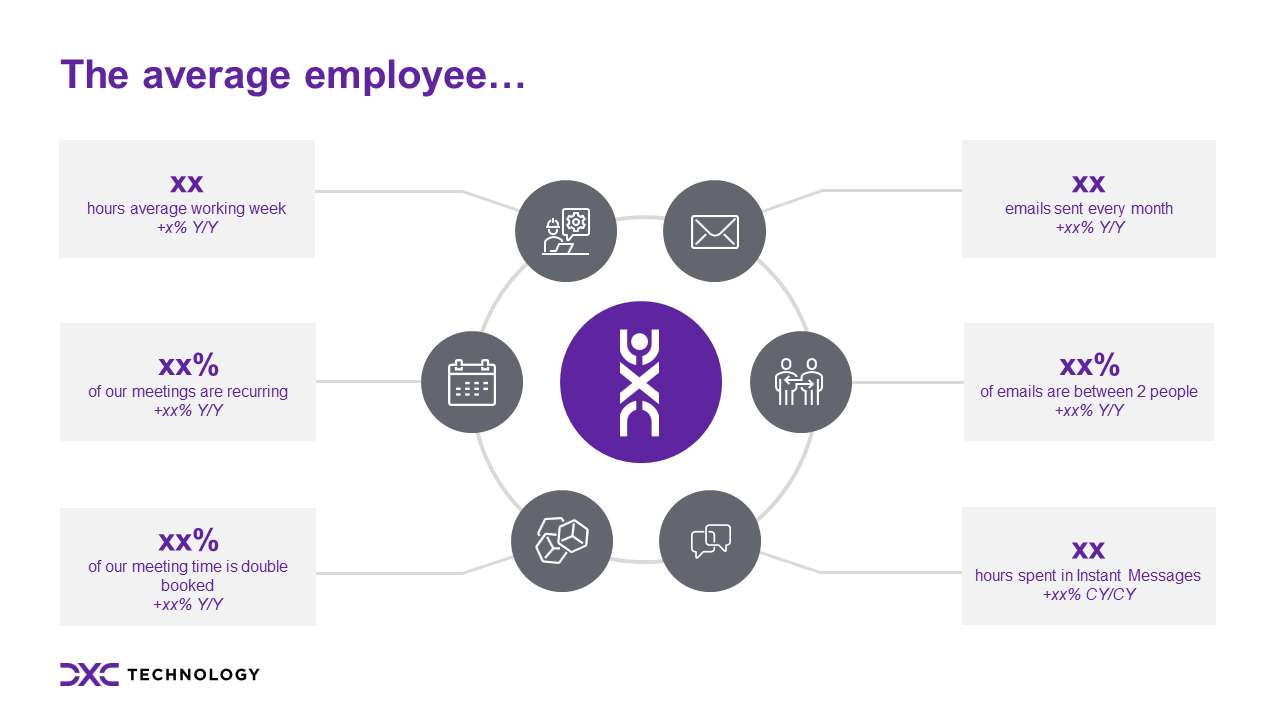 The average employee…
xx
hours average working week
+x% Y/Y
xx
emails sent every month
+xx% Y/Y
xx%
of our meetings are recurring
+xx% Y/Y
xx%
of emails are between 2 people
+xx% Y/Y
xx%
of our meeting time is double
booked
+xx% Y/Y
xx
hours spent in Instant Messages
+xx% CY/CY
DXC
DXC TECHNOLOGY